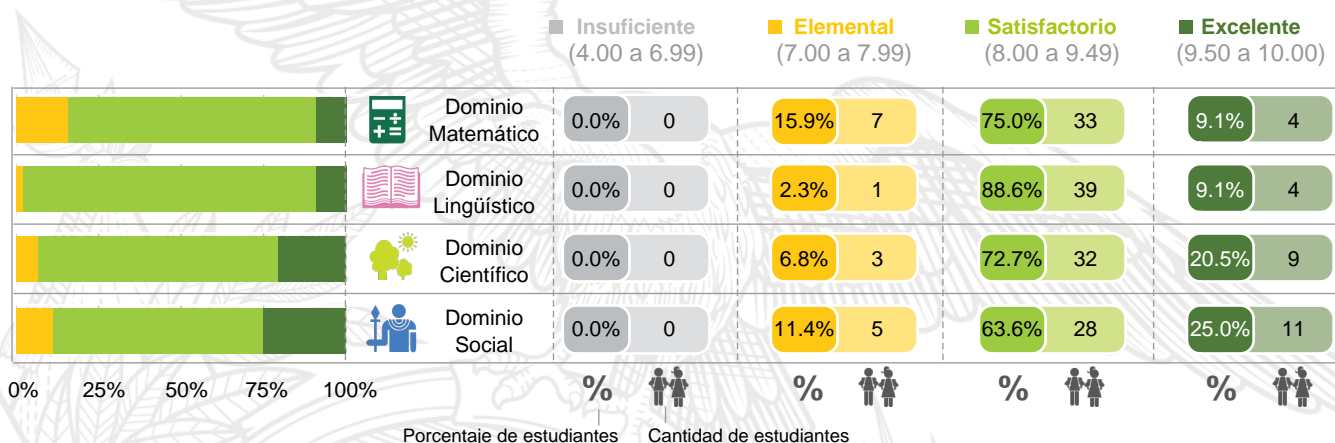 Insuficiente
(4.00 a 6.99)
Elemental
(7.00 a 7.99)
Satisfactorio
(8.00 a 9.49)
Excelente
(9.50 a 10.00)
Dominio
Matemático
0.0% 0 15.9% 7 75.0% 33 9.1% 4
Dominio
Lingüístico
0.0% 0 2.3% 1 88.6% 39 9.1% 4
Dominio
Científico
0.0% 0 6.8% 3 72.7% 32 20.5% 9
Dominio
Social
0.0% 0 11.4% 5 63.6% 28 25.0% 11
0% 25% 50% 75% 100%
% % % %
Porcentaje de estudiantes Cantidad de estudiantes